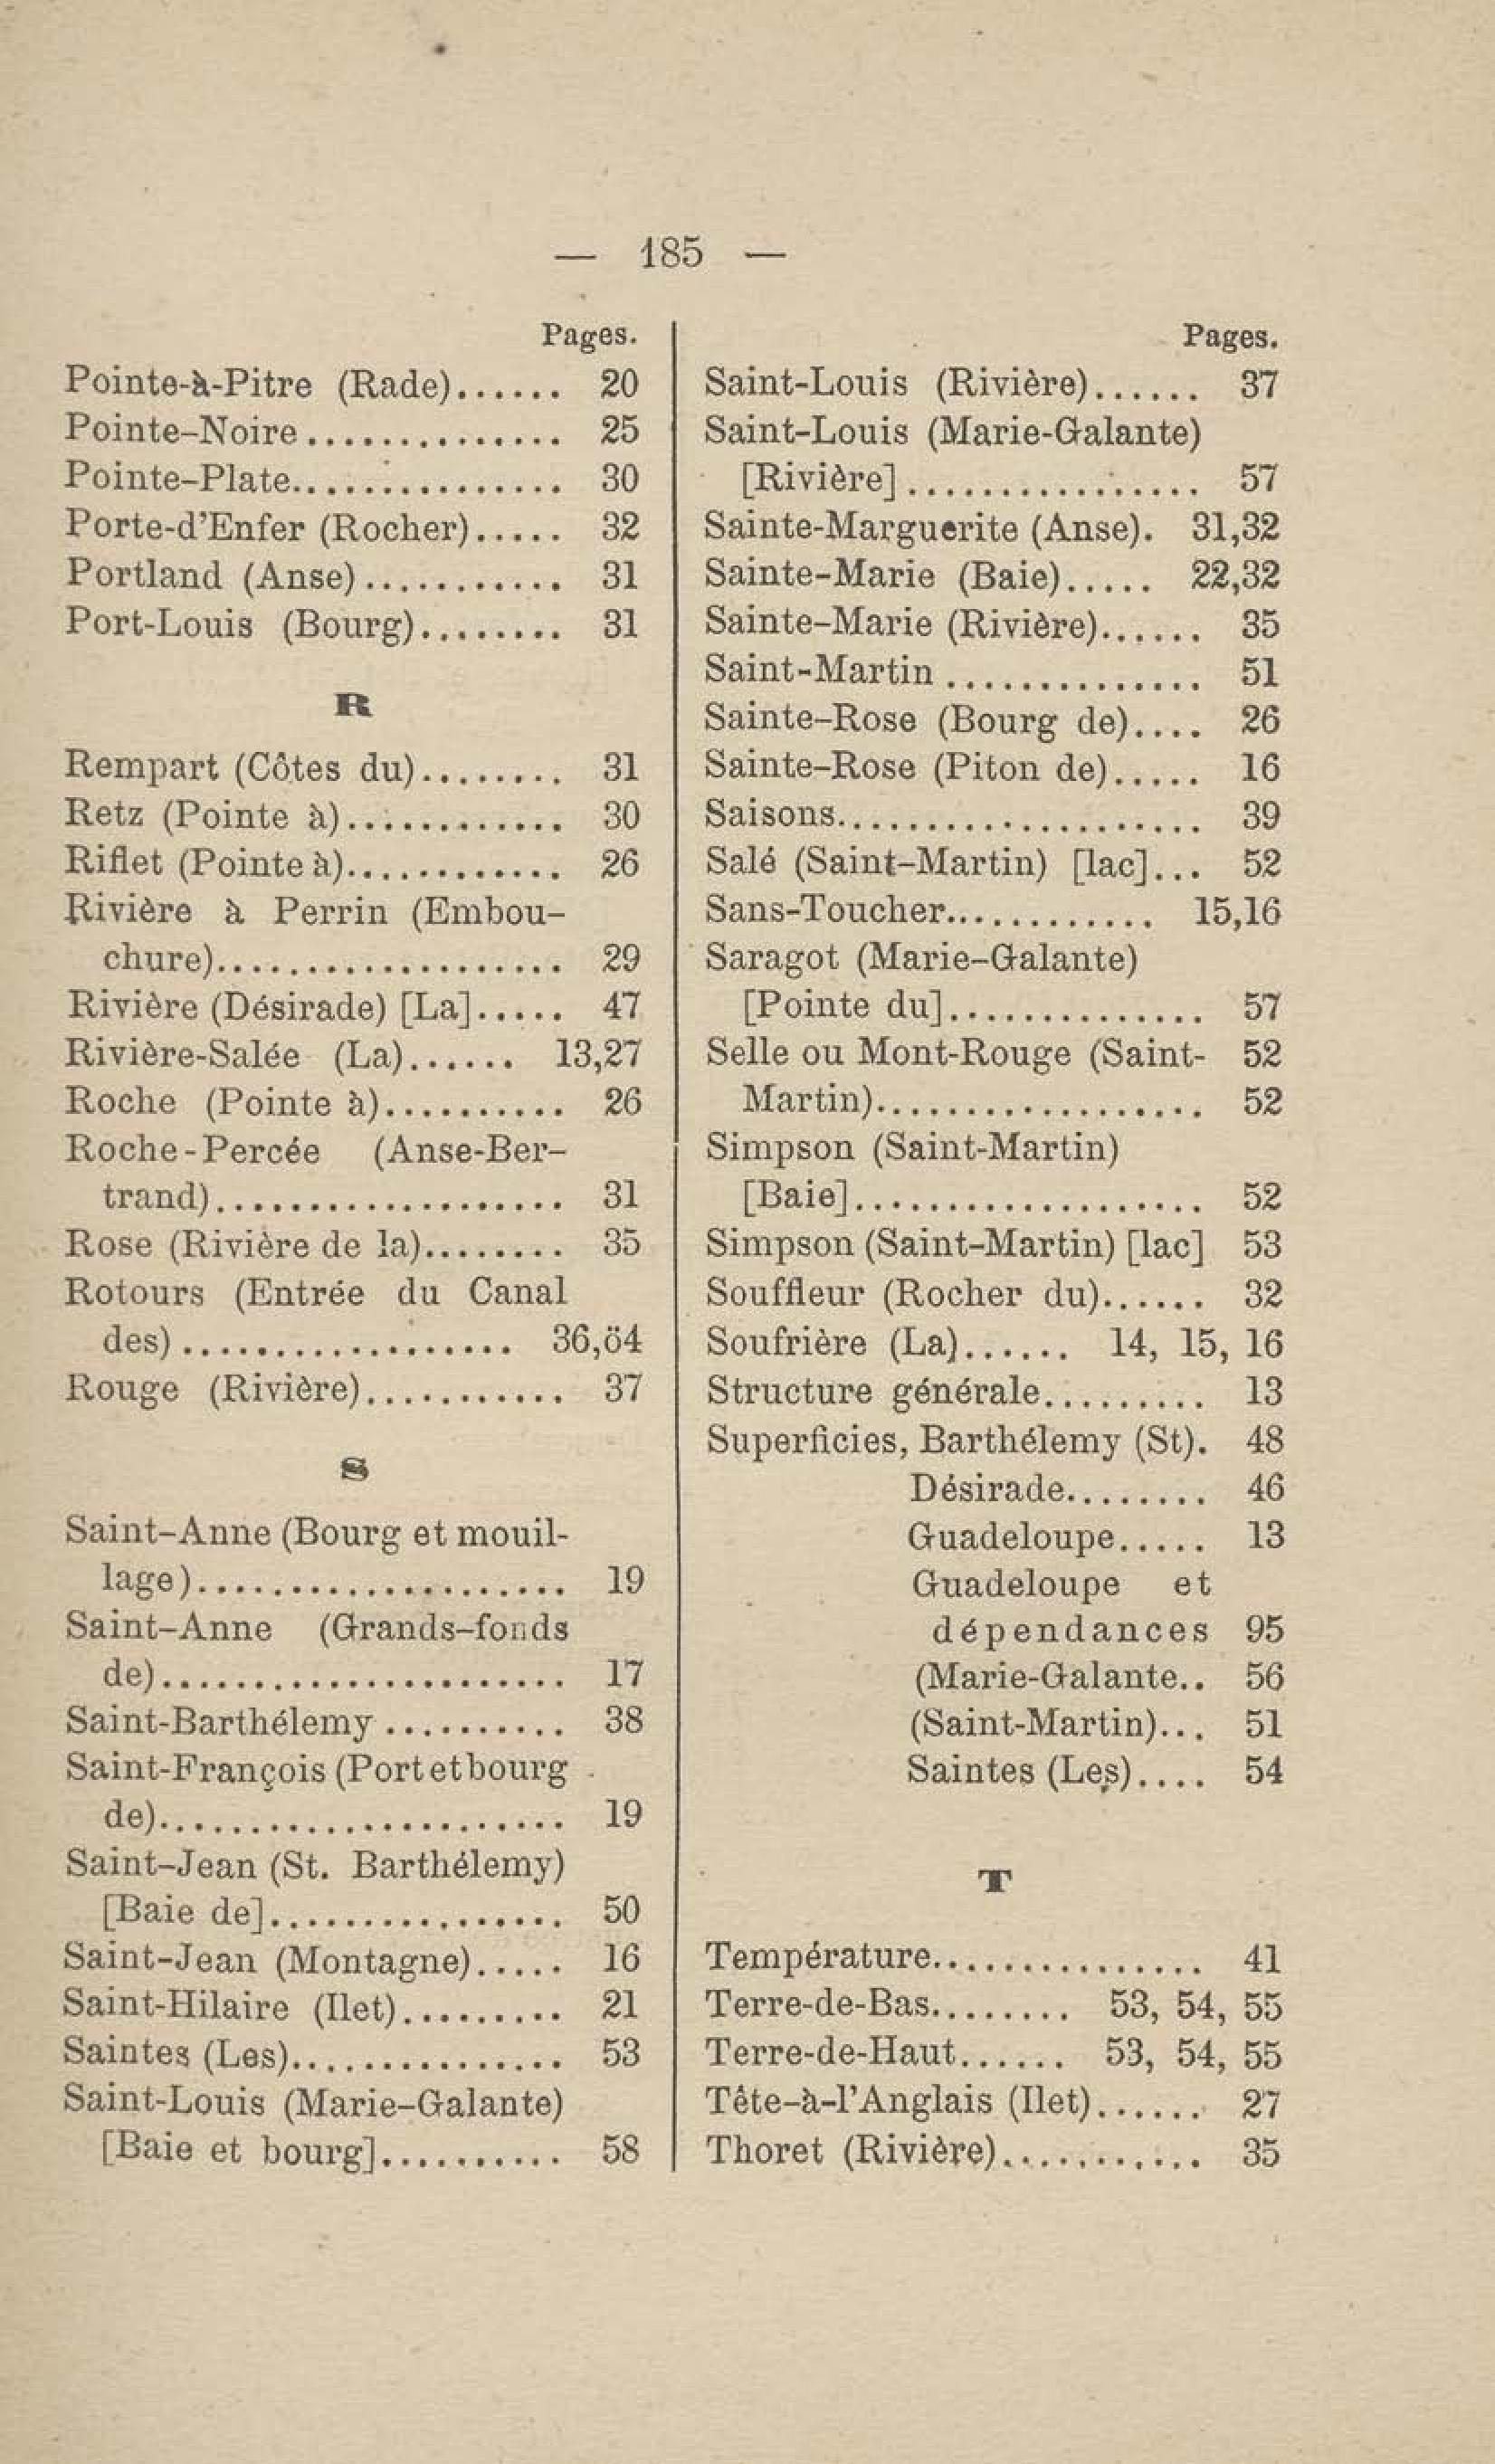 — 185 —
Pages.
Pointe-à-Pitre (Rade)...... 20
Pointe-Noire.............. 25
Pointe-Plate............... 30
Porte-d'Enfer (Rocher)..... 32
Portland (Anse)........... 31
Port-Louis (Bourg)........ 31
R
Rempart (Côtes du)........ 31
Retz (Pointe à)............ 30
Riflet (Pointe à)............ 26
Rivière à Perrin (Embou-
chure)................... 29
Rivière (Désirade) [La]..... 47
Rivière-Salée (La)...... 13,27
Roche (Pointe à).......... 26
Roche-Percée (Anse-Ber-
trand)................... 31
Rose (Rivière de la)........ 35
Rotours (Entrée du Canal
des).................. 36,54
Rouge (Rivière)........... 37
S
Saint-Anne (Bourg et mouil-
lage).................... 19
Saint-Anne (Grands-fonds
de)...................... 17
Saint-Barthélemy.......... 38
Saint-François (Port et bourg
de)...................... 19
Saint-Jean (St. Barthélemy)
[Baie de]................ 50
Saint-Jean (Montagne)..... 16
Saint-Hilaire (Ilet)......... 21
Saintes (Les)............... 53
Saint-Louis (Marie-Galante)
[Baie et bourg].......... 58
Pages.
Saint-Louis (Rivière)...... 37
Saint-Louis (Marie-Galante)
[Rivière]................ 57
Sainte-Marguerite (Anse). 31,32
Sainte-Marie (Baie)..... 22,32
Sainte-Marie (Rivière)...... 35
Saint-Martin.............. 51
Sainte-Rose (Bourg de).... 26
Sainte-Rose (Piton de)..... 16
Saisons.................... 39
Salé (Saint-Martin) [lac]... 52
Sans-Toucher............ 15,16
Saragot (Marie-Galante)
[Pointe du].............. 57
Selle ou Mont-Rouge (Saint- 52
Martin).................. 52
Simpson (Saint-Martin)
[Baie]................... 52
Simpson (Saint-Martin) [lac] 53
Souffleur (Rocher du)...... 32
Soufrière (La)...... 14, 15, 16
Structure générale......... 13
Superficies, Barthélemy (St). 48
Désirade........ 46
Guadeloupe..... 13
Guadeloupe et
dépendances 95
(Marie-Galante.. 56
(Saint-Martin)... 51
Saintes (Les).... 54
T
Température............... 41
Terre-de-Bas........ 53, 54, 55
Terre-de-Haut...... 53, 54, 55
Tête-à-l'Anglais (Ilet)...... 27
Thoret (Rivière)........... 35